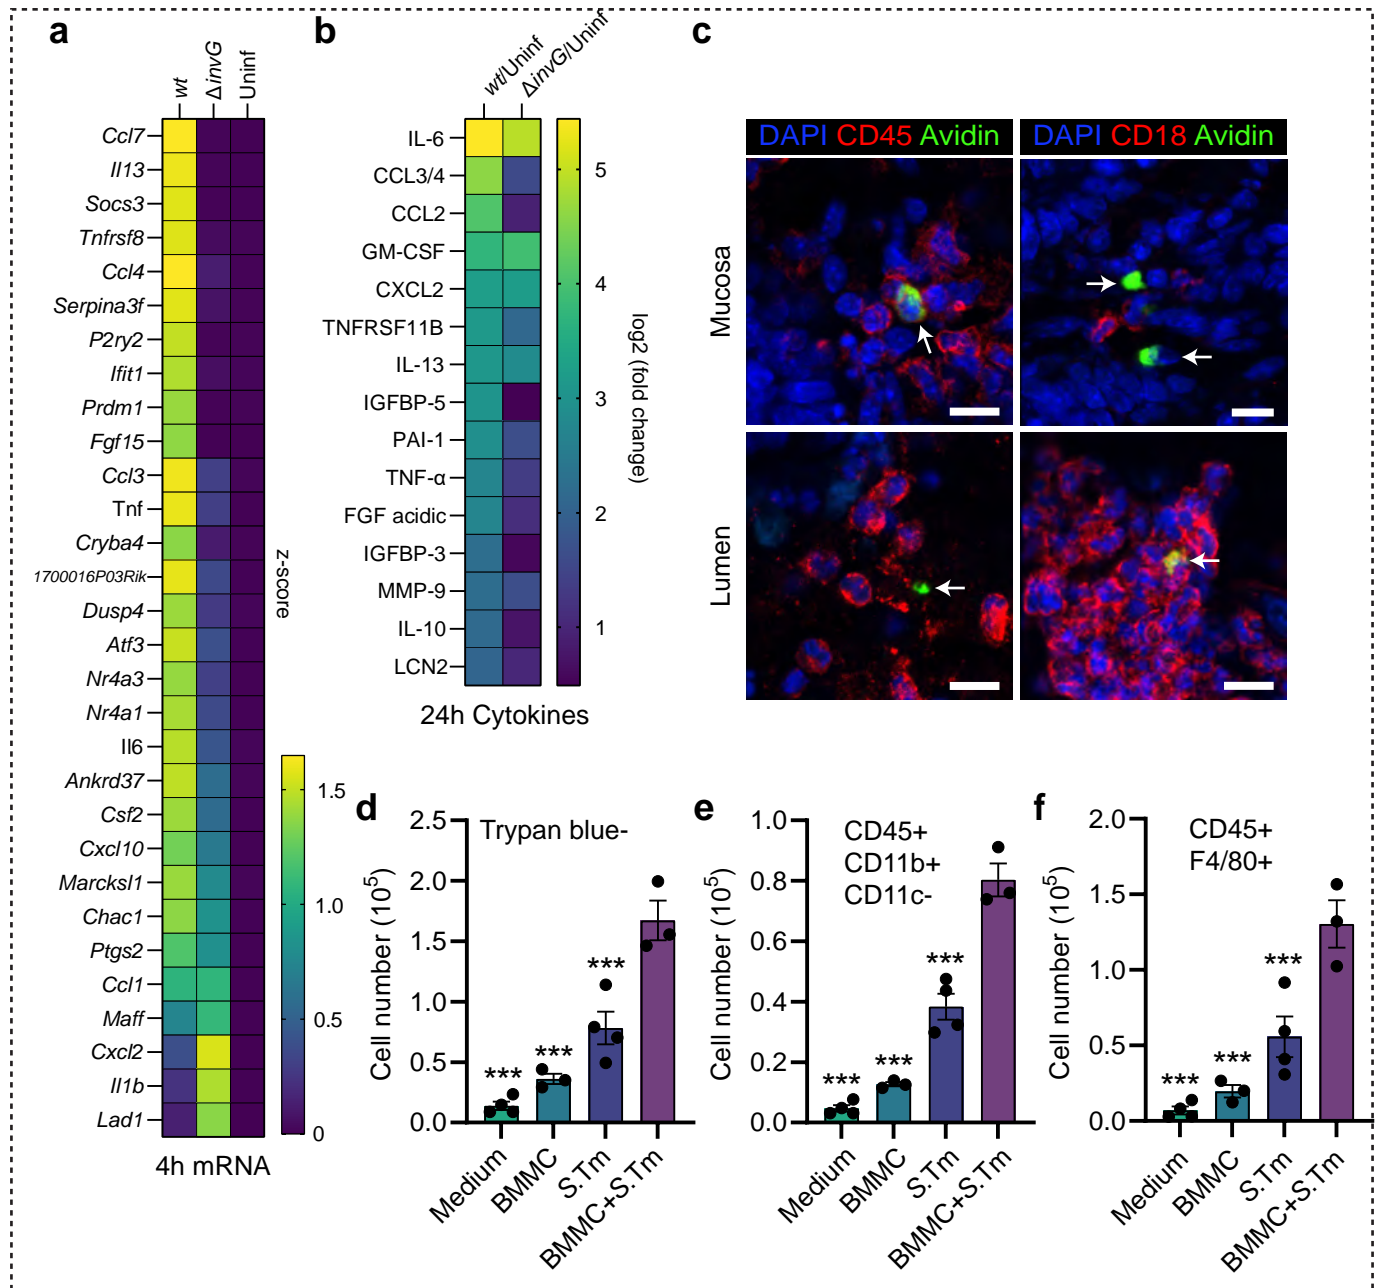 a
wt
ΔinvG
Uninf
Ccl7
Il13
Socs3
Tnfrsf8
Ccl4
Serpina3f
P2ry2
Ifit1
Prdm1
Fgf15
Ccl3
Tnf
Cryba4
1700016P03Rik
Dusp4
Atf3
Nr4a3
Nr4a1
Il6
Ankrd37
Csf2
Cxcl10
Marcksl1
Chac1
Ptgs2
Ccl1
Maff
Cxcl2
Il1b
Lad1
4h mRNA
z-score
1.5
1.0
0.5
0
b
wt/Uninf
ΔinvG/Uninf
IL-6
CCL3/4
CCL2
GM-CSF
CXCL2
TNFRSF11B
IL-13
IGFBP-5
PAI-1
TNF-α
FGF acidic
IGFBP-3
MMP-9
IL-10
LCN2
24h Cytokines
5
4
3
2
1
log2 (fold change)
c
DAPI CD45 Avidin
DAPI CD18 Avidin
Mucosa
Lumen
d
Trypan blue-
Cell number (10⁵)
2.5
2.0
1.5
1.0
0.5
0.0
***
***
***
Medium
BMMC
S.Tm
BMMC+S.Tm
e
CD45+
CD11b+
CD11c-
Cell number (10⁵)
1.0
0.8
0.6
0.4
0.2
0.0
***
***
***
Medium
BMMC
S.Tm
BMMC+S.Tm
f
CD45+
F4/80+
Cell number (10⁵)
2.0
1.5
1.0
0.5
0.0
***
***
***
Medium
BMMC
S.Tm
BMMC+S.Tm